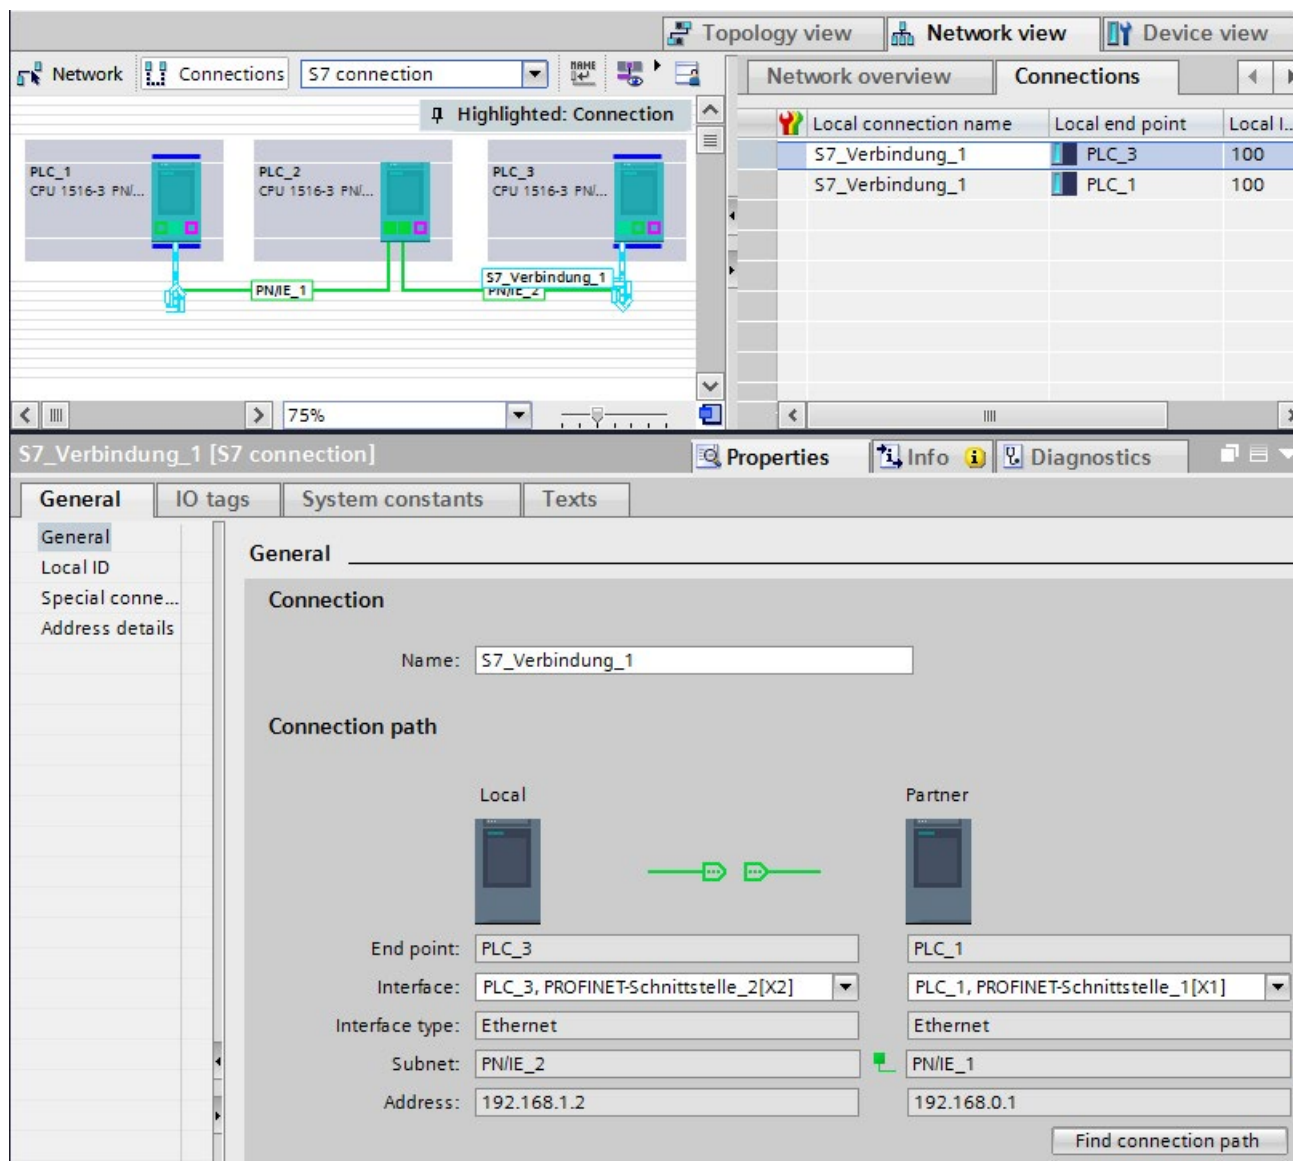 Topology view
Network view
Device view
Network
Connections
S7 connection
Network overview
Connections
Highlighted: Connection
Local connection name
Local end point
Local I...
S7_Verbindung_1
PLC_3
100
S7_Verbindung_1
PLC_1
100
PLC_1
CPU 1516-3 PN/...
PLC_2
CPU 1516-3 PN/...
PLC_3
CPU 1516-3 PN/...
S7_Verbindung_1
PN/IE_1
PN/IE_2
75%
S7_Verbindung_1 [S7 connection]
Properties
Info
Diagnostics
General
IO tags
System constants
Texts
General
Local ID
Special conne...
Address details
General
Connection
Name:
S7_Verbindung_1
Connection path
Local
Partner
End point:
PLC_3
PLC_1
Interface:
PLC_3, PROFINET-Schnittstelle_2[X2]
PLC_1, PROFINET-Schnittstelle_1[X1]
Interface type:
Ethernet
Ethernet
Subnet:
PN/IE_2
PN/IE_1
Address:
192.168.1.2
192.168.0.1
Find connection path